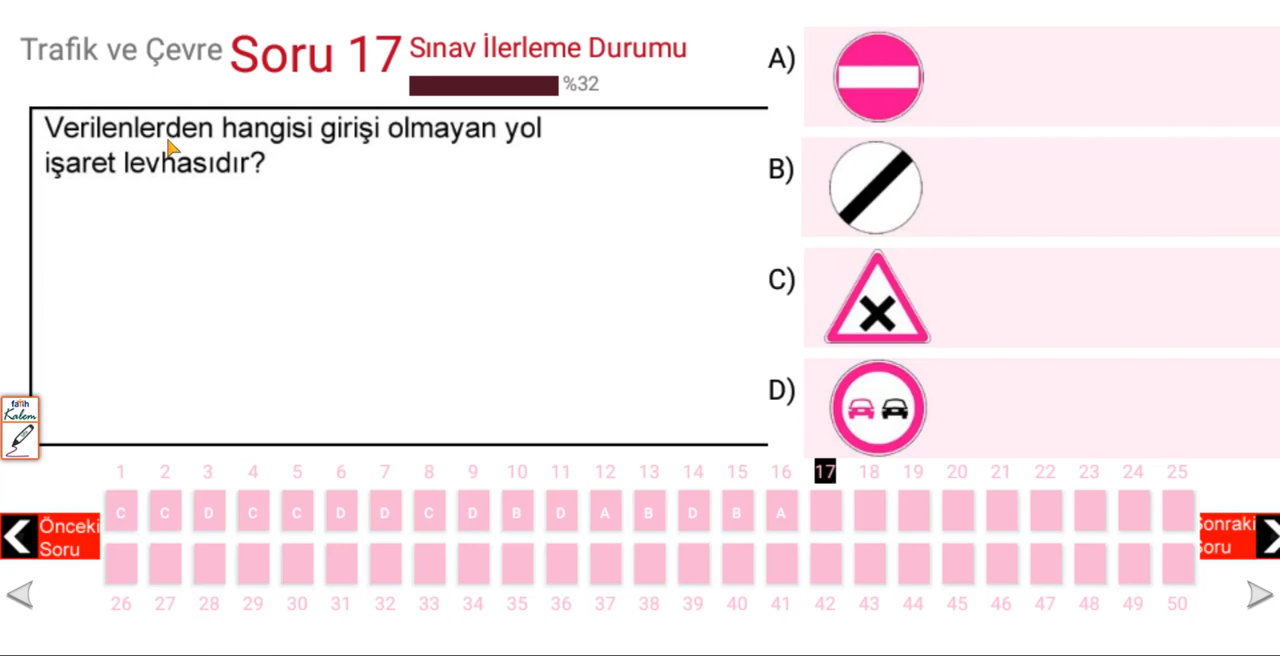 Trafik ve Çevre Soru 17 Sınav İlerleme Durumu
%32
Verilenlerden hangisi girişi olmayan yol
işaret levhasıdır?
A)
B)
C)
D)
fatih
Kalem
1 2 3 4 5 6 7 8 9 10 11 12 13 14 15 16 17 18 19 20 21 22 23 24 25
C C D C C D D C D B D A B D B A
Önceki
Soru
Sonraki
Soru
26 27 28 29 30 31 32 33 34 35 36 37 38 39 40 41 42 43 44 45 46 47 48 49 50